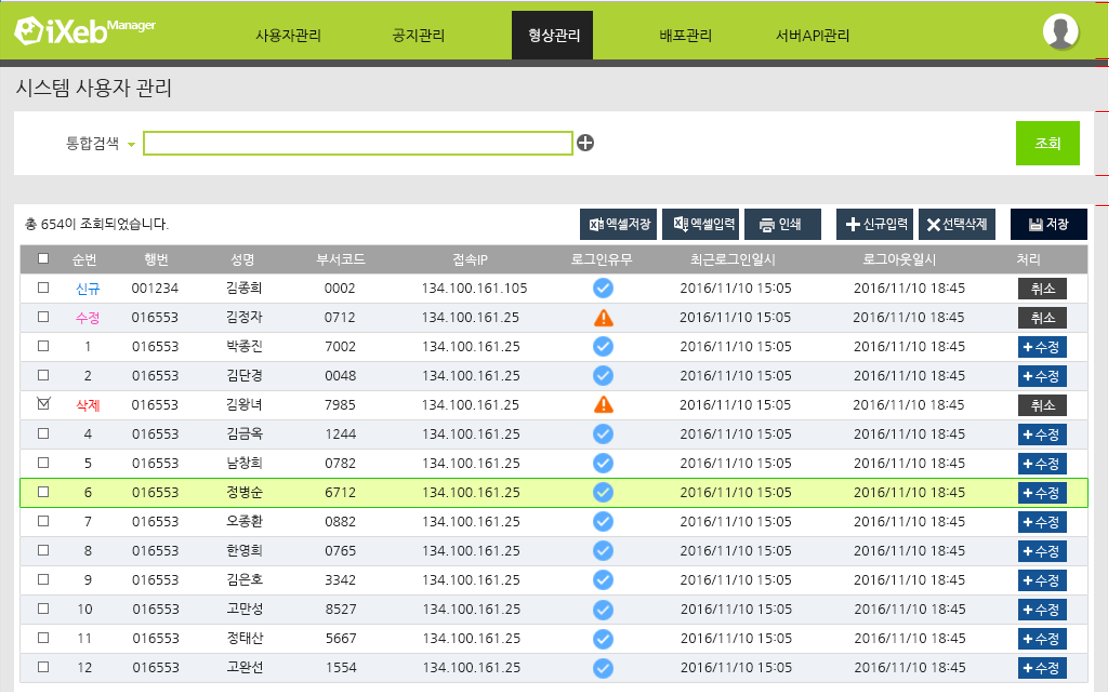 iXeb Manager
사용자관리 공지관리 형상관리 배포관리 서버API관리
시스템 사용자 관리
통합검색 조회
총 654이 조회되었습니다. 엑셀저장 엑셀입력 인쇄 신규입력 선택삭제 저장
순번 행번 성명 부서코드 접속IP 로그인유무 최근로그인일시 로그아웃일시 처리
신규 001234 김종희 0002 134.100.161.105 2016/11/10 15:05 2016/11/10 18:45 취소
수정 016553 김정자 0712 134.100.161.25 2016/11/10 15:05 2016/11/10 18:45 취소
1 016553 박종진 7002 134.100.161.25 2016/11/10 15:05 2016/11/10 18:45 +수정
2 016553 김단경 0048 134.100.161.25 2016/11/10 15:05 2016/11/10 18:45 +수정
삭제 016553 김왕녀 7985 134.100.161.25 2016/11/10 15:05 2016/11/10 18:45 취소
4 016553 김금옥 1244 134.100.161.25 2016/11/10 15:05 2016/11/10 18:45 +수정
5 016553 남창희 0782 134.100.161.25 2016/11/10 15:05 2016/11/10 18:45 +수정
6 016553 정병순 6712 134.100.161.25 2016/11/10 15:05 2016/11/10 18:45 +수정
7 016553 오종환 0882 134.100.161.25 2016/11/10 15:05 2016/11/10 18:45 +수정
8 016553 한영희 0765 134.100.161.25 2016/11/10 15:05 2016/11/10 18:45 +수정
9 016553 김은호 3342 134.100.161.25 2016/11/10 15:05 2016/11/10 18:45 +수정
10 016553 고만성 8527 134.100.161.25 2016/11/10 15:05 2016/11/10 18:45 +수정
11 016553 정태산 5667 134.100.161.25 2016/11/10 15:05 2016/11/10 18:45 +수정
12 016553 고완선 1554 134.100.161.25 2016/11/10 15:05 2016/11/10 18:45 +수정